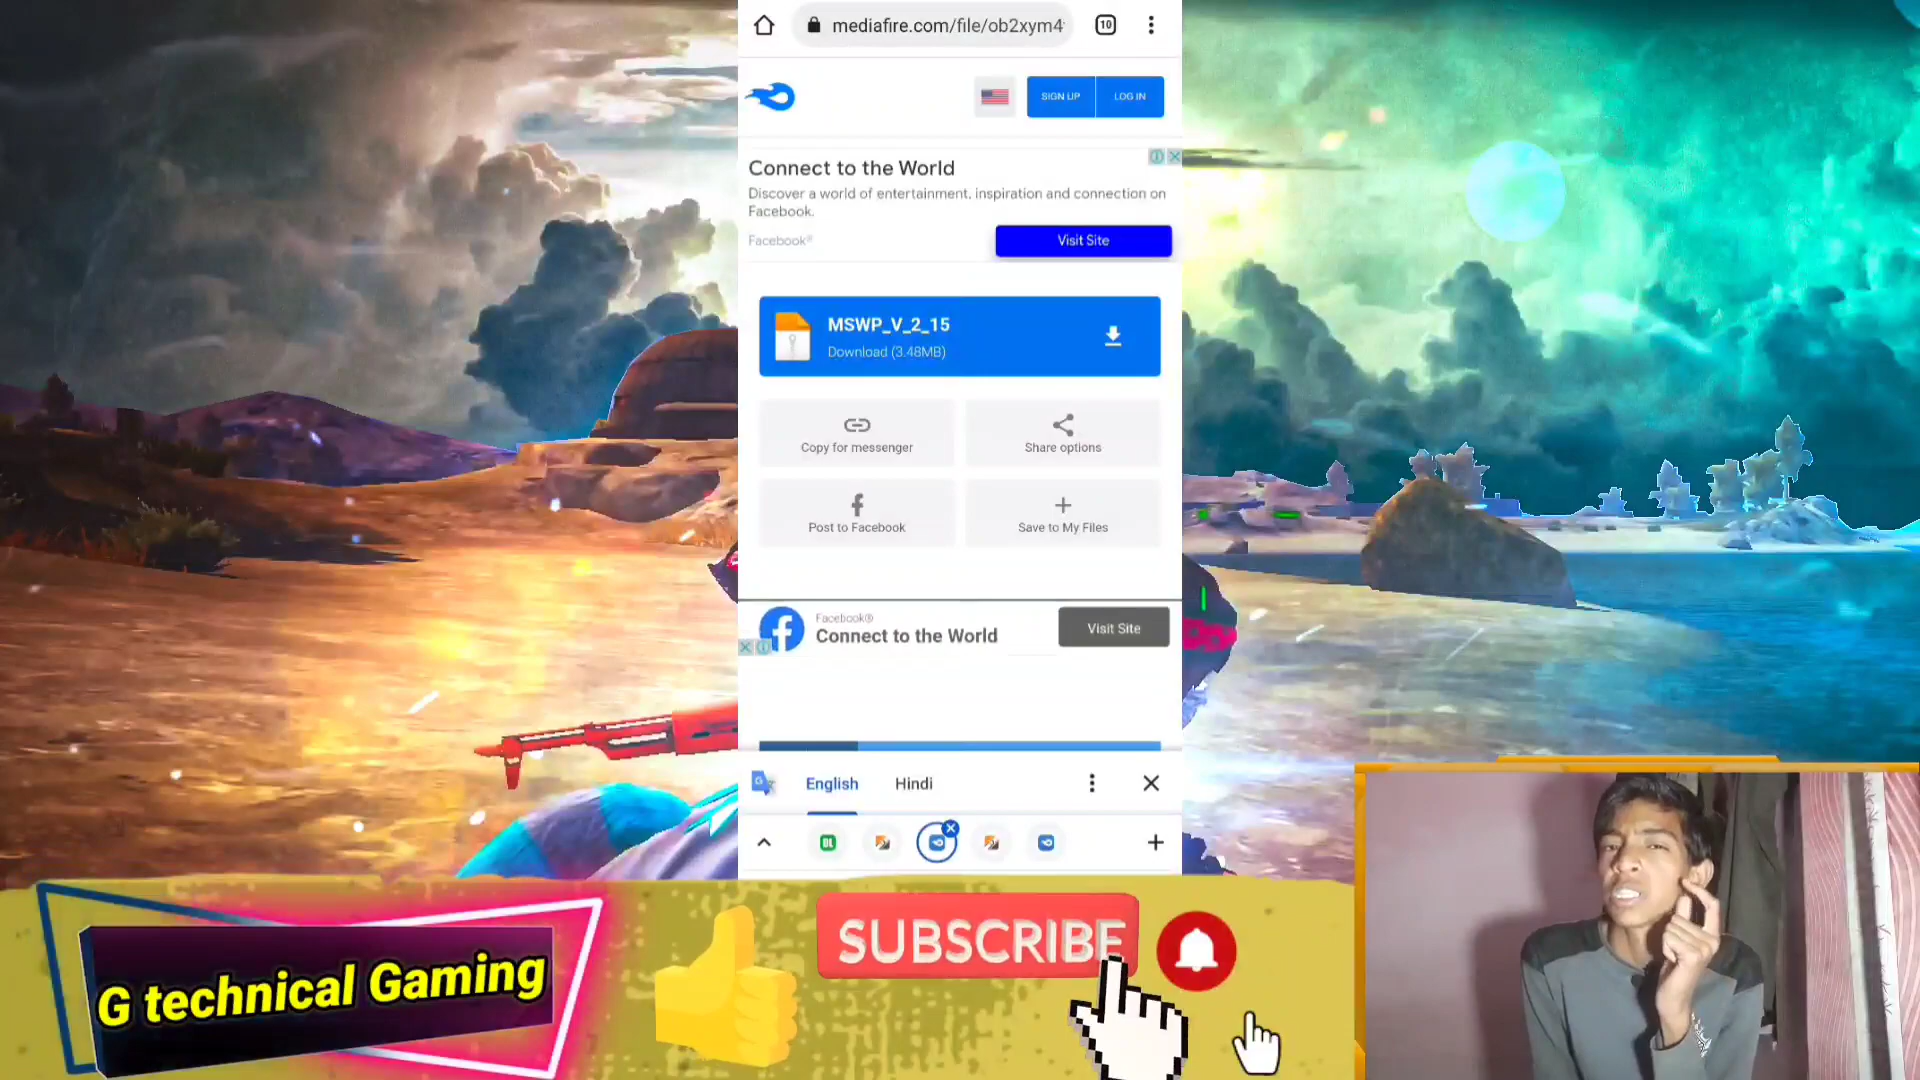 mediafire.com/file/ob2xym4
10
SIGN UP
LOG IN
Connect to the World
Discover a world of entertainment, inspiration and connection on
Facebook.
Facebook®
Visit Site
MSWP_V_2_15
Download (3.48MB)
Copy for messenger
Share options
Post to Facebook
Save to My Files
Facebook®
Connect to the World
Visit Site
English
Hindi
G technical Gaming
SUBSCRIBE